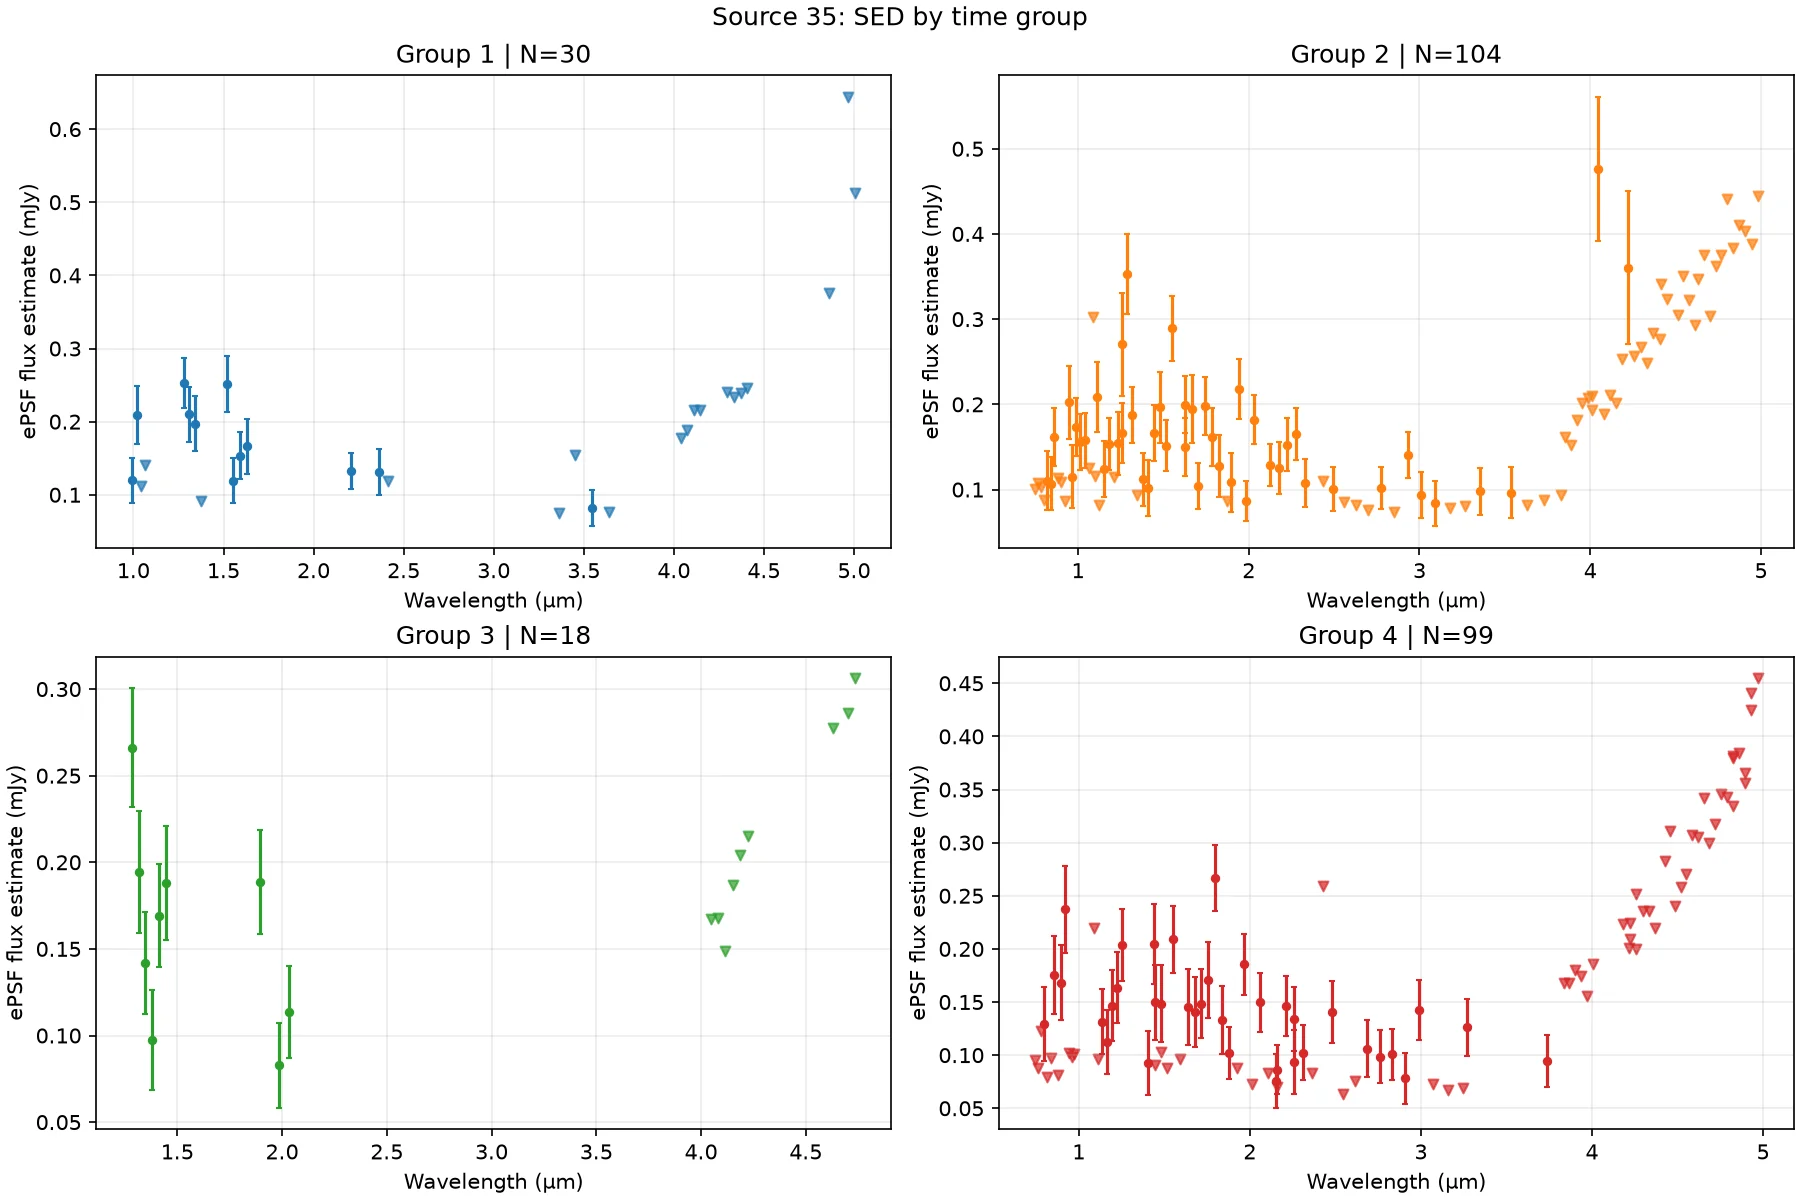 Source 35: SED by time group
Group 1 | N=30
ePSF flux estimate (mJy)
0.6
0.5
0.4
0.3
0.2
0.1
1.0 1.5 2.0 2.5 3.0 3.5 4.0 4.5 5.0
Wavelength (μm)
Group 2 | N=104
ePSF flux estimate (mJy)
0.5
0.4
0.3
0.2
0.1
1 2 3 4 5
Wavelength (μm)
Group 3 | N=18
ePSF flux estimate (mJy)
0.30
0.25
0.20
0.15
0.10
0.05
1.5 2.0 2.5 3.0 3.5 4.0 4.5
Wavelength (μm)
Group 4 | N=99
ePSF flux estimate (mJy)
0.45
0.40
0.35
0.30
0.25
0.20
0.15
0.10
0.05
1 2 3 4 5
Wavelength (μm)